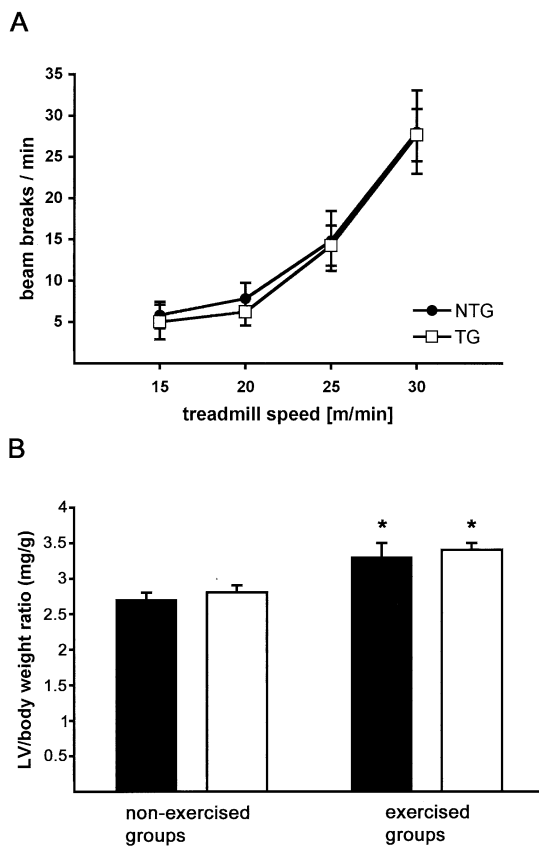 A
35
30
25
20
15
10
5
beam breaks / min
NTG
TG
15 20 25 30
treadmill speed [m/min]
B
4
3.5
3
2.5
2
1.5
1
0.5
LV/body weight ratio (mg/g)
* *
non-exercised
groups
exercised
groups